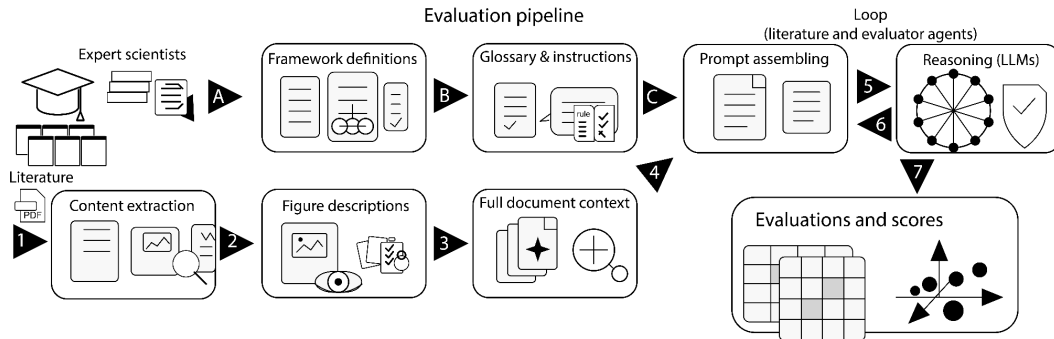 Evaluation pipeline
Loop
(literature and evaluator agents)
Expert scientists
A
Framework definitions
B
Glossary & instructions
rule
C
Prompt assembling
5
6
Reasoning (LLMs)
Literature
PDF
1
Content extraction
2
Figure descriptions
3
Full document context
4
7
Evaluations and scores